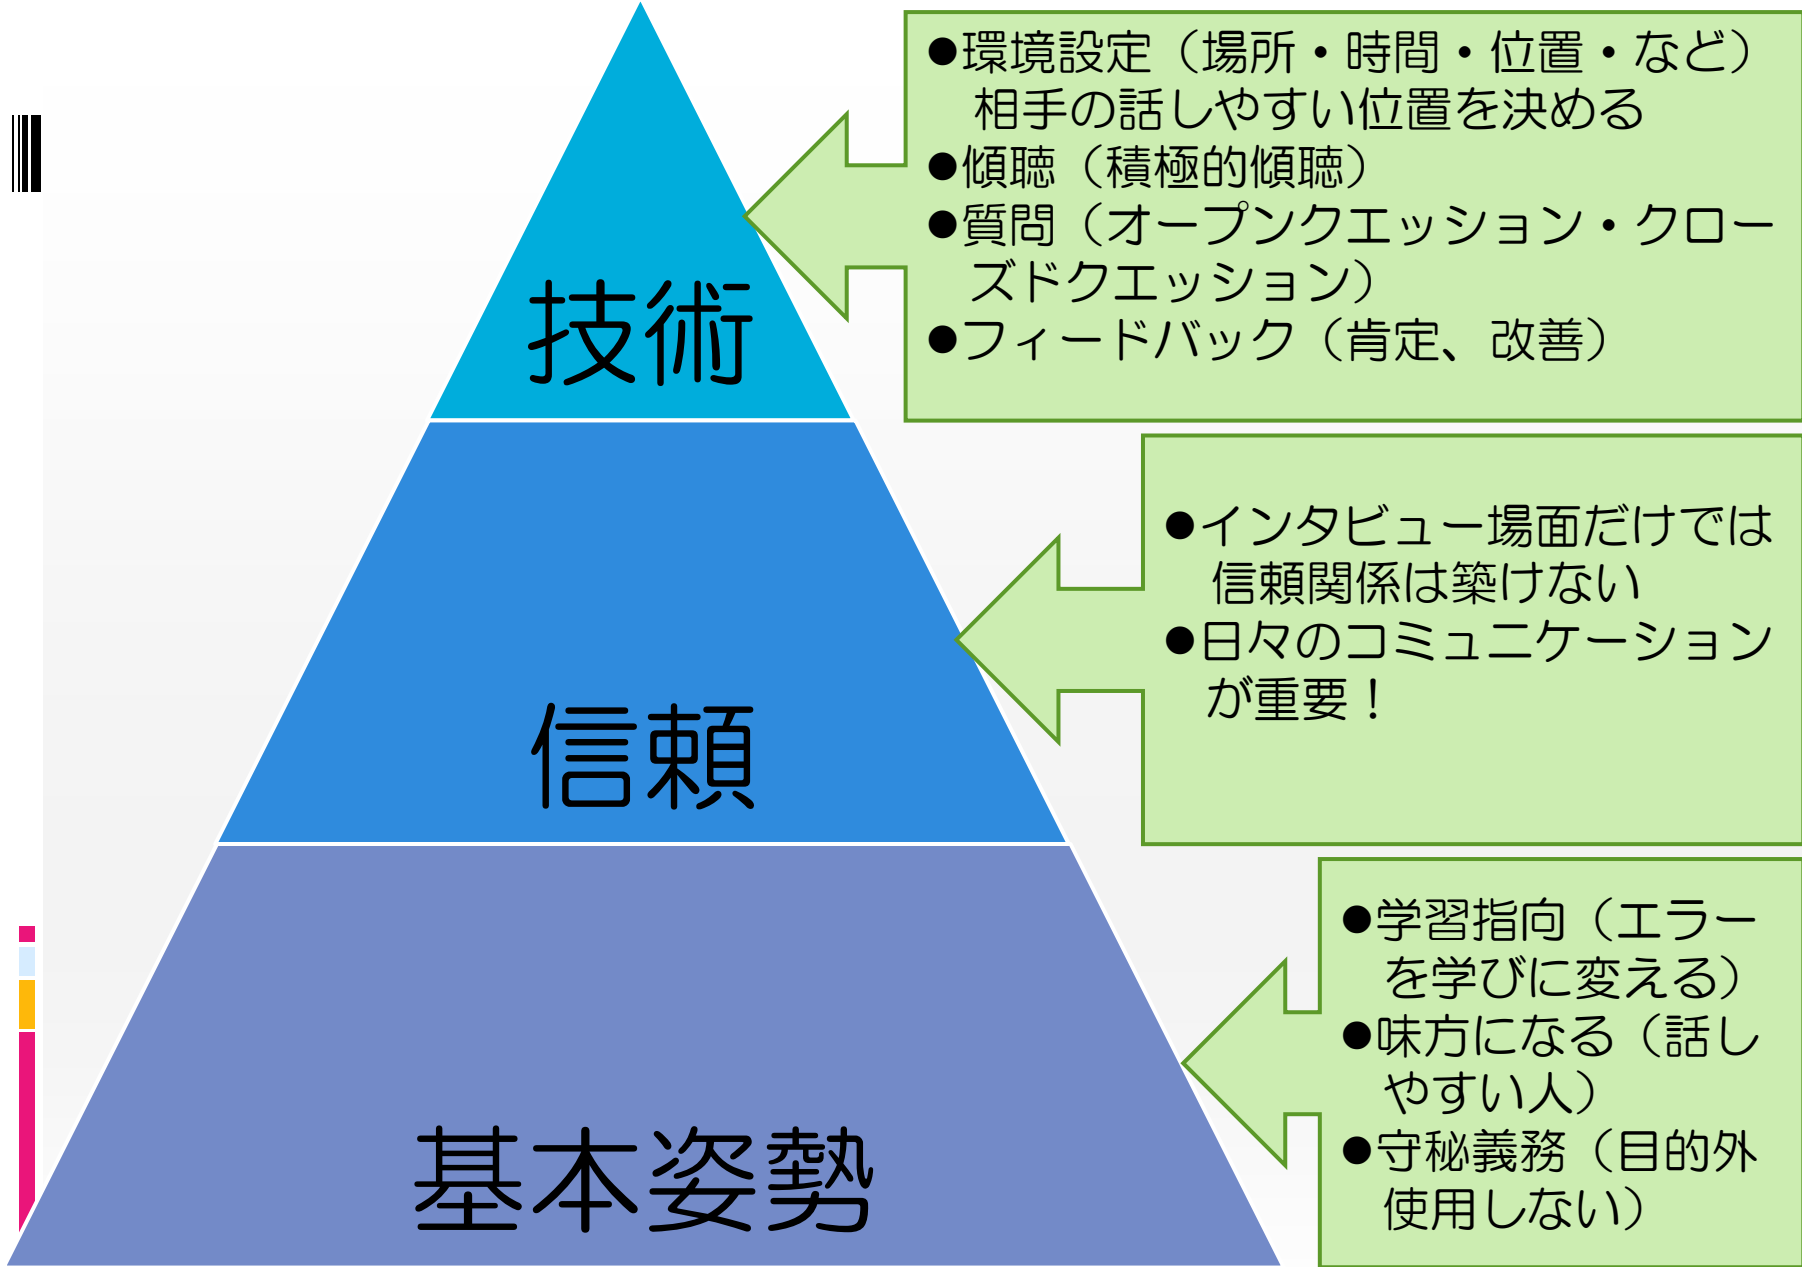 ●環境設定（場所・時間・位置・など）
相手の話しやすい位置を決める
●傾聴（積極的傾聴）
●質問（オープンクエッション・クロー
ズドクエッション）
●フィードバック（肯定、改善）
技術
●インタビュー場面だけでは
信頼関係は築けない
●日々のコミュニケーション
が重要！
信頼
●学習指向（エラー
を学びに変える）
●味方になる（話し
やすい人）
●守秘義務（目的外
使用しない）
基本姿勢